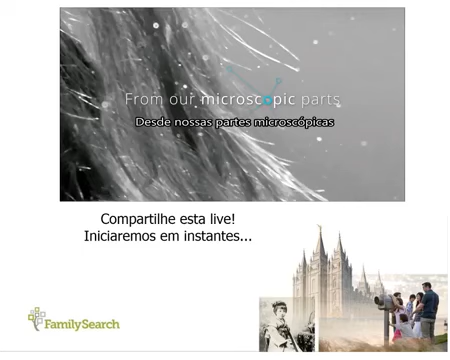 From our microscopic parts
Desde nossas partes microscópicas
Compartilhe esta live!
Iniciaremos em instantes...
FamilySearch